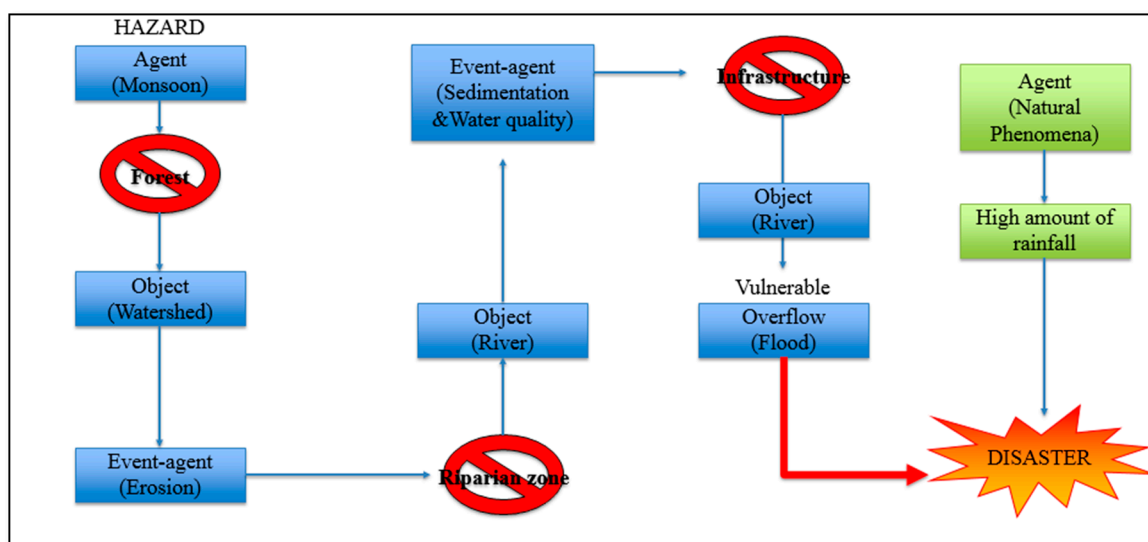 HAZARD
Agent
(Monsoon)
Forest
Object
(Watershed)
Event-agent
(Erosion)
Riparian zone
Object
(River)
Event-agent
(Sedimentation
&Water quality)
Infrastructure
Object
(River)
Vulnerable
Overflow
(Flood)
Agent
(Natural
Phenomena)
High amount of
rainfall
DISASTER